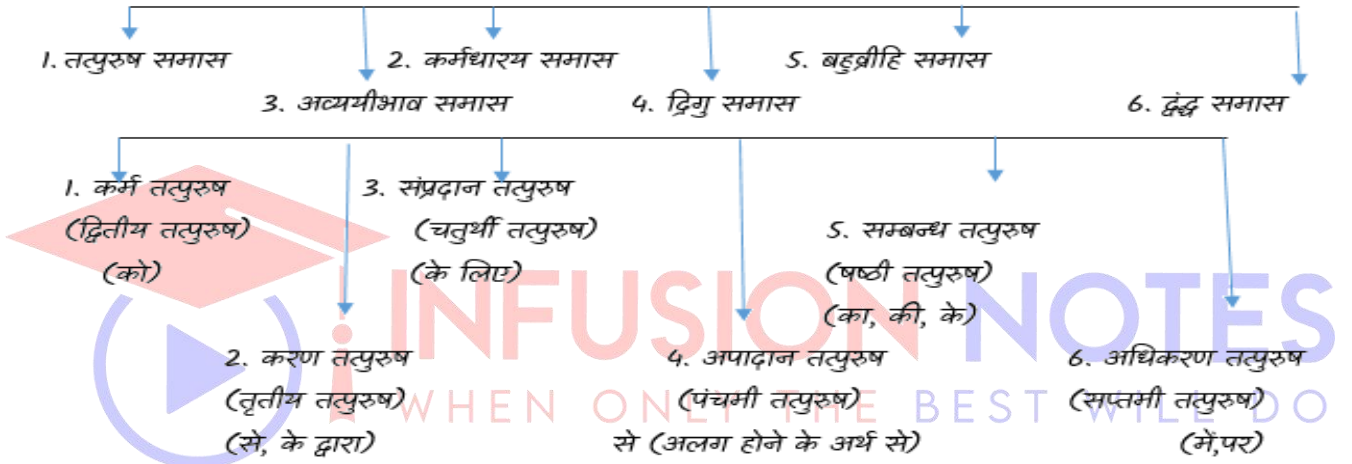 1. तत्पुरुष समास 2. कर्मधारय समास 5. बहुब्रीहि समास
3. अव्ययीभाव समास 4. द्विगु समास 6. द्वंद्ध समास
1. कर्म तत्पुरुष
(द्वितीय तत्पुरुष)
(को)
3. संप्रदान तत्पुरुष
(चतुर्थी तत्पुरुष)
(के लिए)
5. सम्बन्ध तत्पुरुष
(षष्ठी तत्पुरुष)
(का, की, के)
2. करण तत्पुरुष
(तृतीय तत्पुरुष)
(से, के द्वारा)
4. अपादान तत्पुरुष
(पंचमी तत्पुरुष)
से (अलग होने के अर्थ से)
6. अधिकरण तत्पुरुष
(सप्तमी तत्पुरुष)
(में,पर)
INFUSION NOTES
WHEN ONLY THE BEST WILL DO